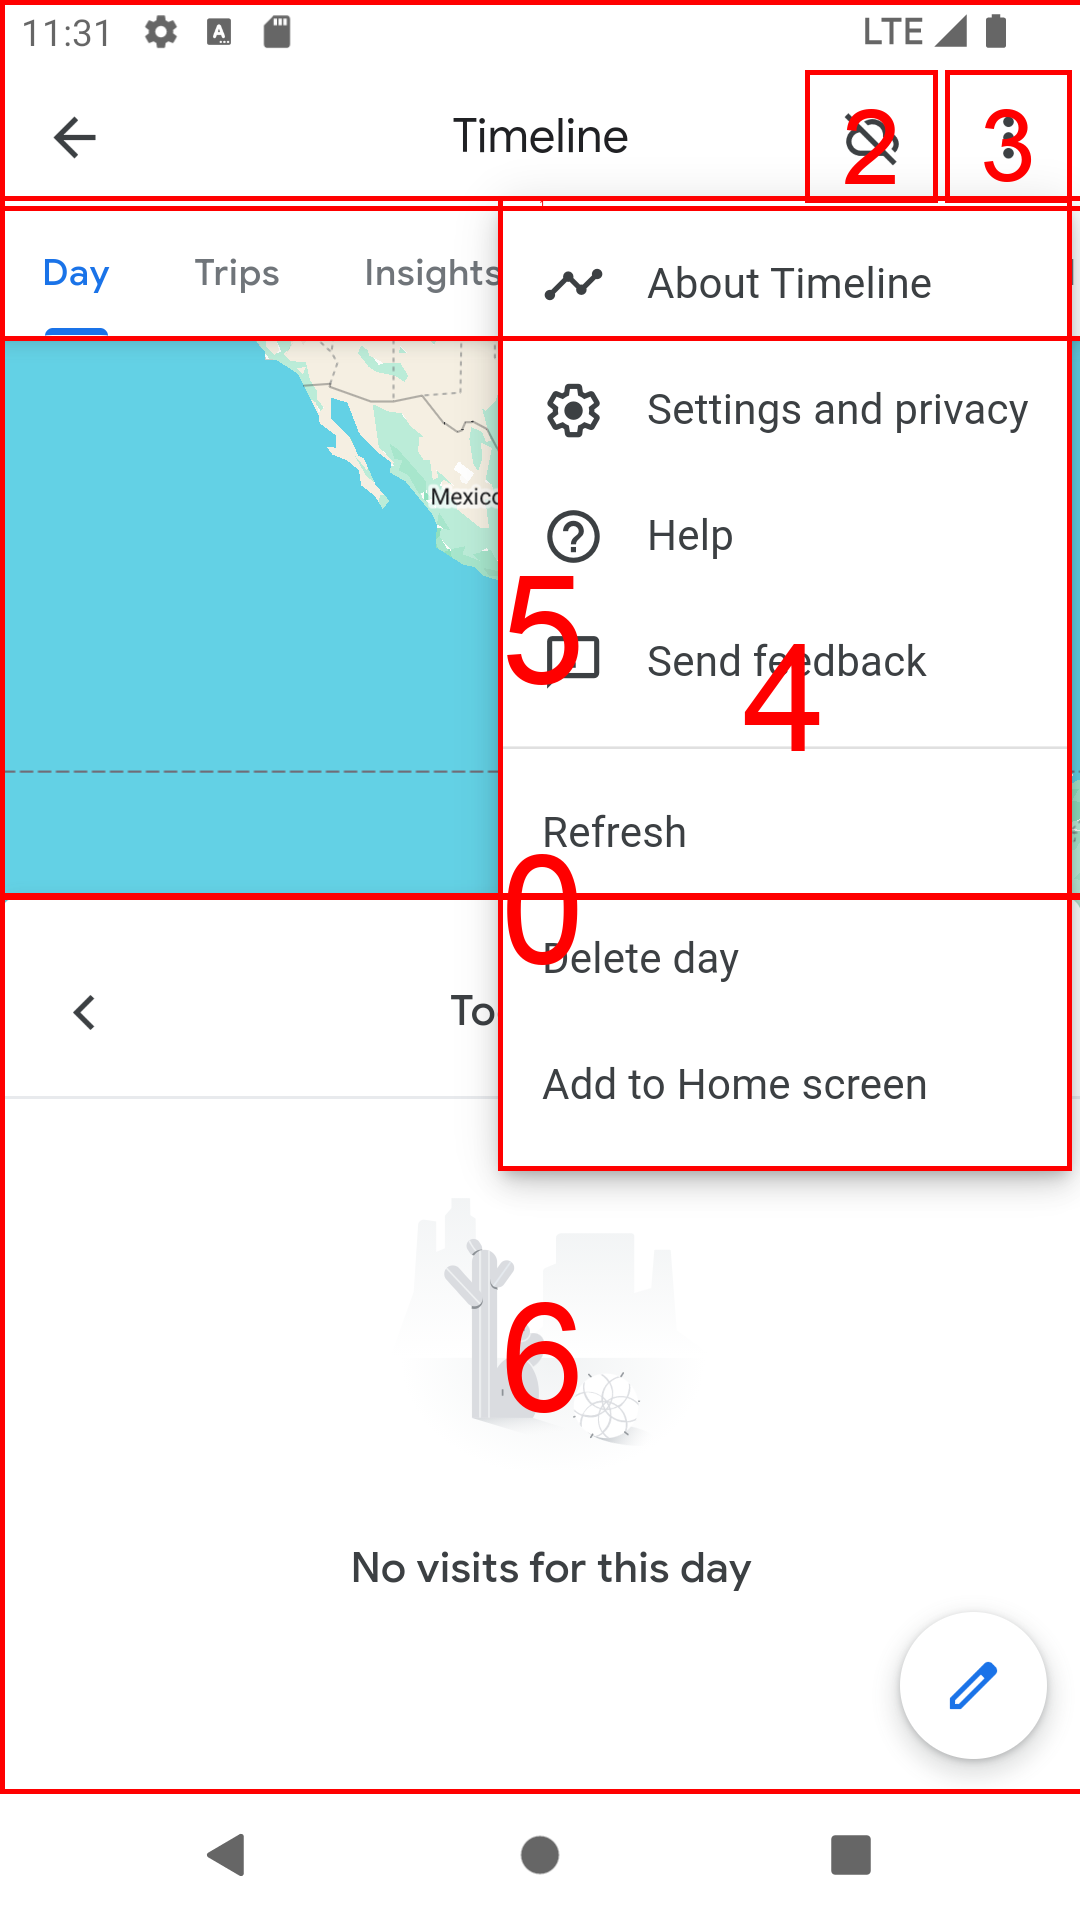 11:31
LTE
Timeline
2
3
1
Day
Trips
Insights
About Timeline
Settings and privacy
Mexico
Help
5
Send feedback
4
Refresh
0
Delete day
To
Add to Home screen
6
No visits for this day